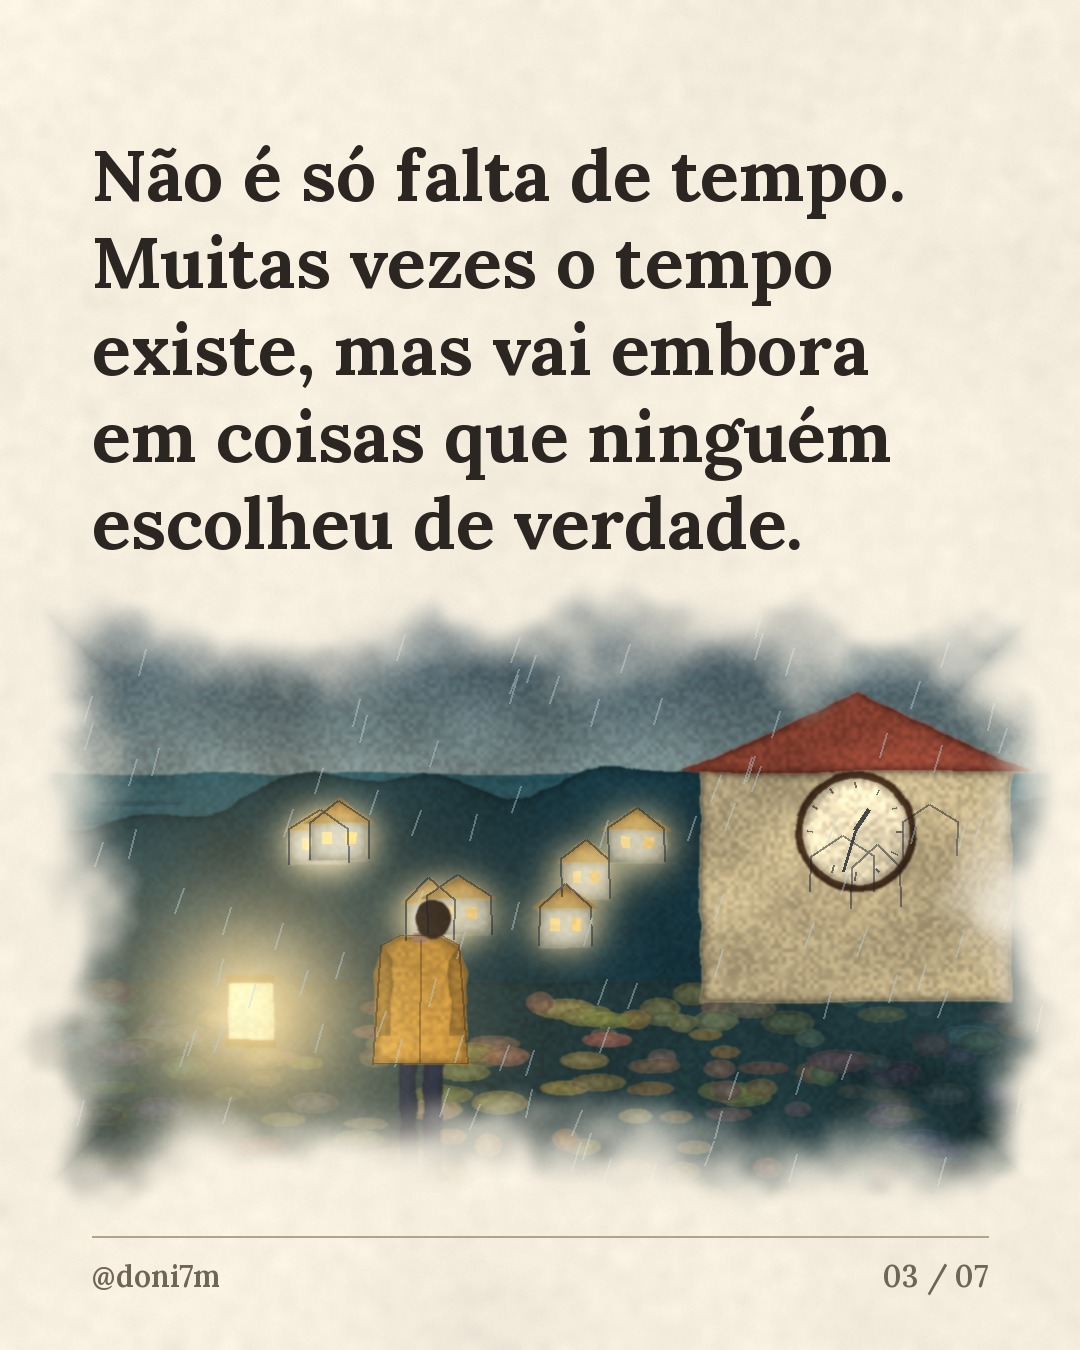 Não é só falta de tempo.
Muitas vezes o tempo
existe, mas vai embora
em coisas que ninguém
escolheu de verdade.
@doni7m
03 / 07